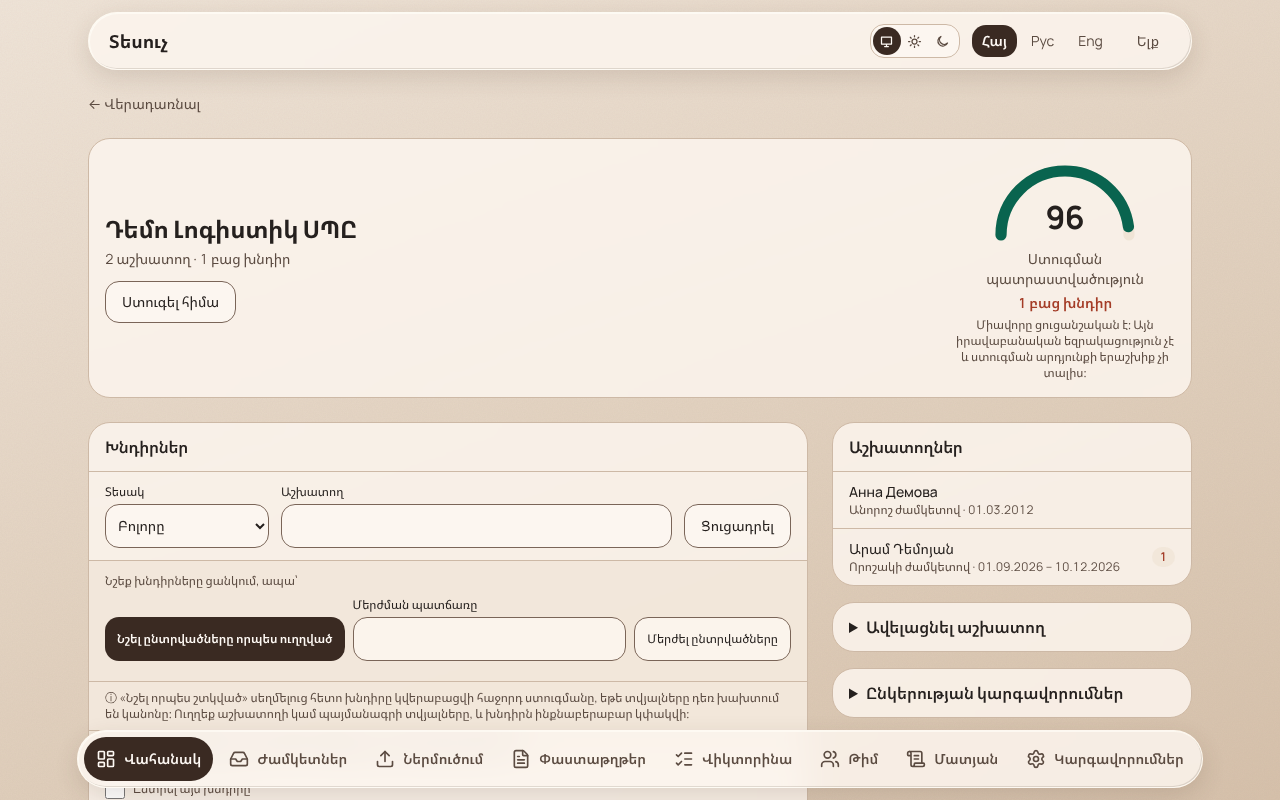 Տեսուչ
Հայ Рус Eng Ելք
← Վերադառնալ
Դեմո Լոգիստիկ ՍՊԸ
2 աշխատող · 1 բաց խնդիր
Ստուգել հիմա
96
Ստուգման
պատրաստվածություն
1 բաց խնդիր
Միավորը ցուցանշական է: Այն
իրավաբանական եզրակացություն չէ
և ստուգման արդյունքի երաշխիք չի
տալիս:
Խնդիրներ
Տեսակ
Աշխատող
Բոլորը
Ցուցադրել
Նշեք խնդիրները ցանկում, ապա՝
Մերժման պատճառը
Նշել ընտրվածները որպես ուղղված
Մերժել ընտրվածները
ⓘ «Նշել որպես շտկված» սեղմելուց հետո խնդիրը կվերաբացվի հաջորդ ստուգմանը, եթե տվյալները դեռ խախտում
են կանոնը: Ուղղեք աշխատողի կամ պայմանագրի տվյալները, և խնդիրն ինքնաբերաբար կփակվի:
Ընտրել այս խնդիրը
Աշխատողներ
Анна Демова
Անորոշ ժամկետով · 01.03.2012
Արամ Դեմոյան
Որոշակի ժամկետով · 01.09.2026 – 10.12.2026
1
▶ Ավելացնել աշխատող
▶ Ընկերության կարգավորումներ
Վահանակ Ժամկետներ Ներմուծում Փաստաթղթեր Վիկտորինա Թիմ Մատյան Կարգավորումներ